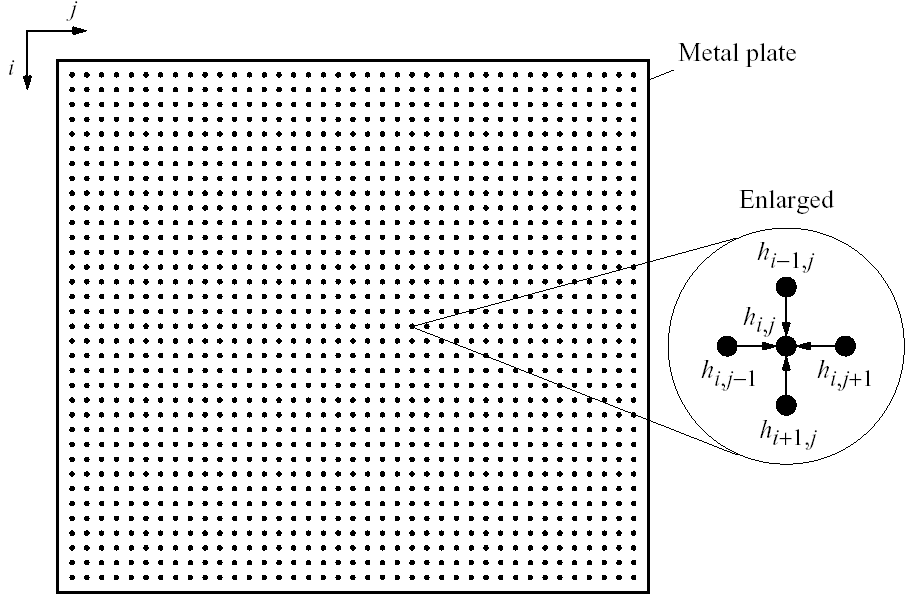 j
i
Metal plate
Enlarged
h_{i−1,j}
h_{i,j}
h_{i,j−1} h_{i,j+1}
h_{i+1,j}